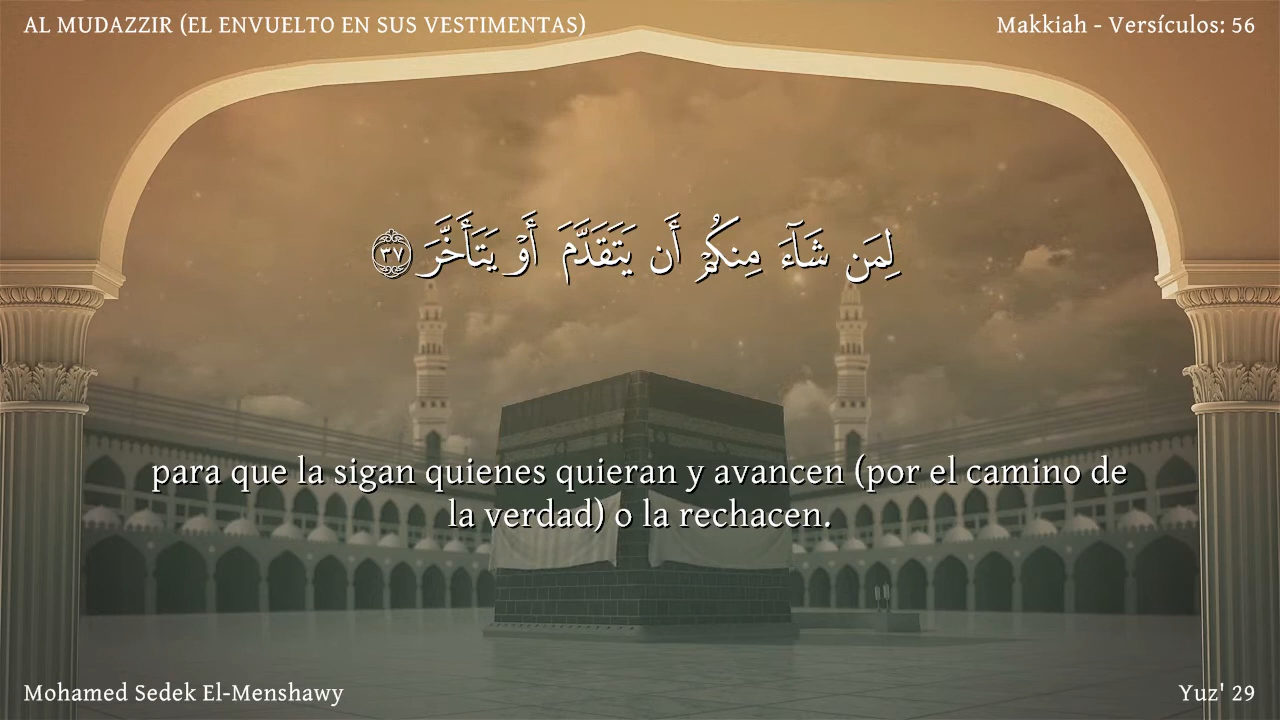 AL MUDAZZIR (EL ENVUELTO EN SUS VESTIMENTAS)
Makkiah - Versículos: 56
لِمَن شَآءَ مِنكُمْ أَن يَتَقَدَّمَ أَوْ يَتَأَخَّرَ ٣٧
para que la sigan quienes quieran y avancen (por el camino de
la verdad) o la rechacen.
Mohamed Sedek El-Menshawy
Yuz' 29